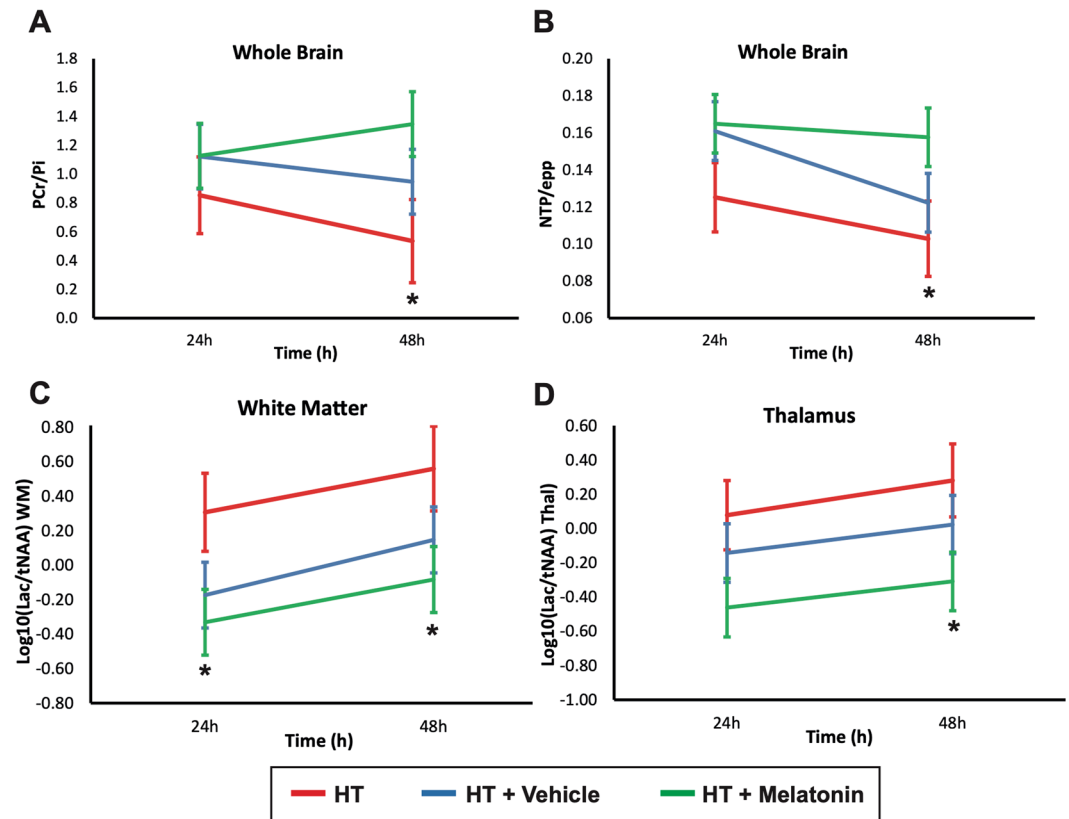 A
Whole Brain
PCr/Pi
1.8
1.6
1.4
1.2
1.0
0.8
0.6
0.4
0.2
0.0
*
24h
48h
Time (h)
B
Whole Brain
NTP/epp
0.20
0.18
0.16
0.14
0.12
0.10
0.08
0.06
*
24h
48h
Time (h)
C
White Matter
Log10(Lac/tNAA) WM)
0.80
0.60
0.40
0.20
0.00
-0.20
-0.40
-0.60
-0.80
*
*
24h
48h
Time (h)
D
Thalamus
Log10(Lac/tNAA) Thal)
0.60
0.40
0.20
0.00
-0.20
-0.40
-0.60
-0.80
-1.00
*
24h
48h
Time (h)
HT
HT + Vehicle
HT + Melatonin